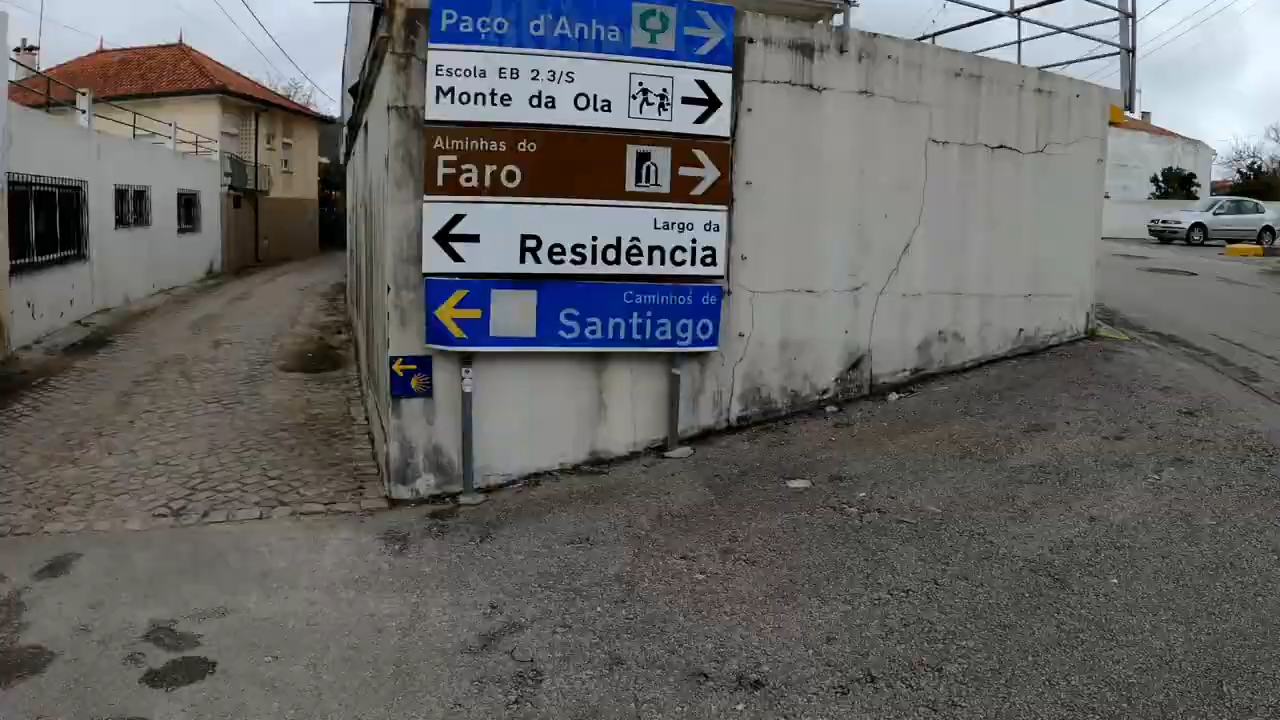 Paço d'Anha
Escola EB 2.3/S
Monte da Ola
Alminhas do
Faro
Largo da
Residência
Caminhos de
Santiago